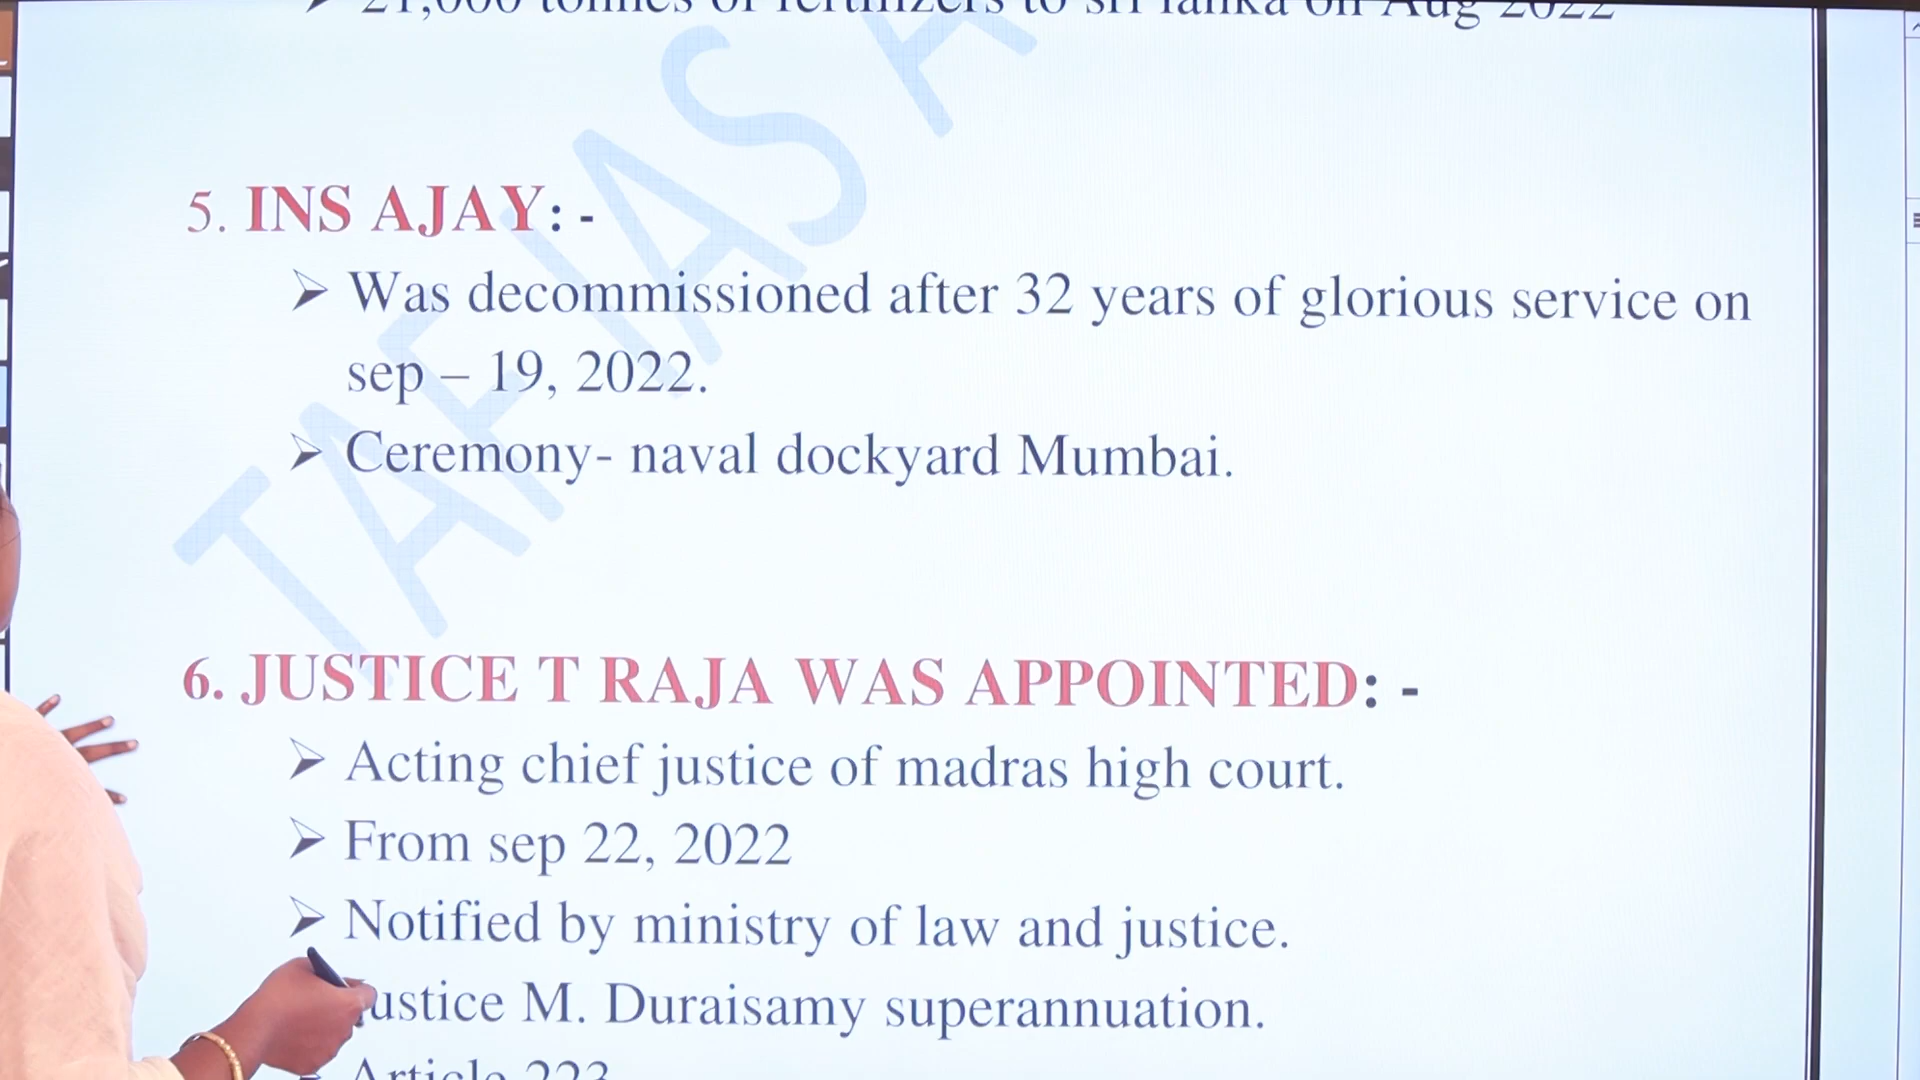 21,000 tonnes of fertilizers to sri lanka on Aug 2022
5. INS AJAY: -
➢ Was decommissioned after 32 years of glorious service on
sep – 19, 2022.
➢ Ceremony- naval dockyard Mumbai.
6. JUSTICE T RAJA WAS APPOINTED: -
➢ Acting chief justice of madras high court.
➢ From sep 22, 2022
➢ Notified by ministry of law and justice.
Justice M. Duraisamy superannuation.
Article 223
TAF IAS A